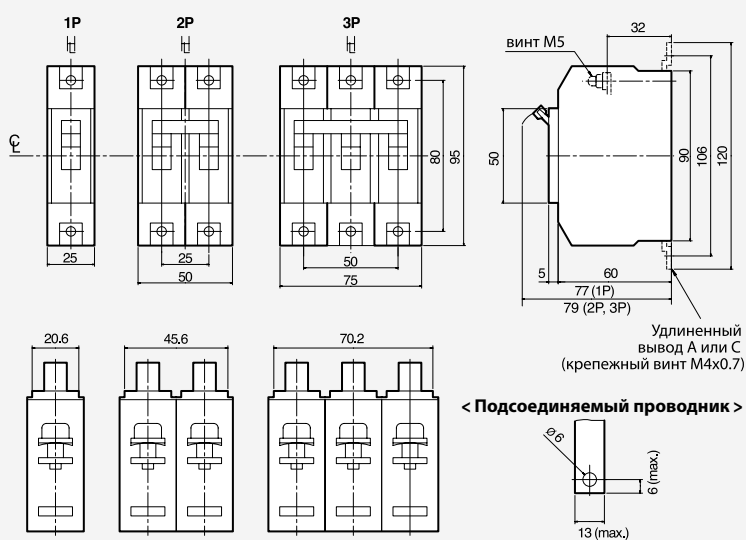 1P
2P
3P
32
винт M5
℄
80
95
50
90
106
120
25
25
50
50
75
5
60
77 (1P)
79 (2P, 3P)
Удлиненный
вывод A или C
(крепежный винт M4x0.7)
20.6
45.6
70.2
< Подсоединяемый проводник >
ø6
6 (max.)
13 (max.)